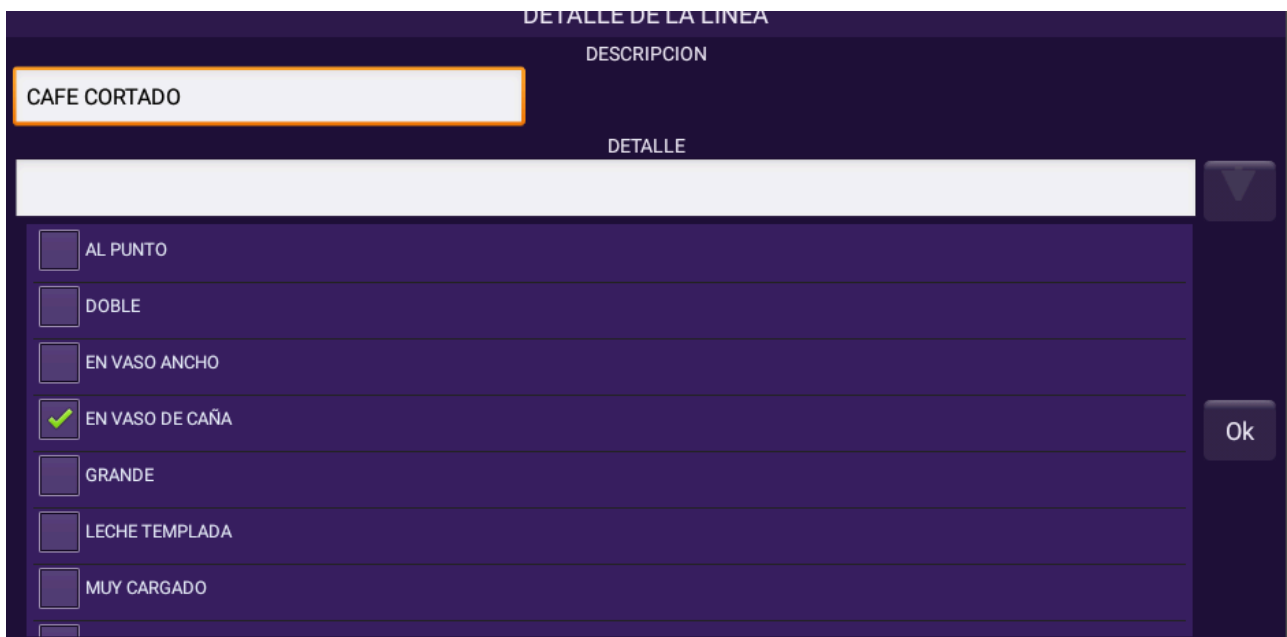 DETALLE DE LA LINEA
DESCRIPCION
CAFE CORTADO
DETALLE
AL PUNTO
DOBLE
EN VASO ANCHO
EN VASO DE CAÑA
Ok
GRANDE
LECHE TEMPLADA
MUY CARGADO